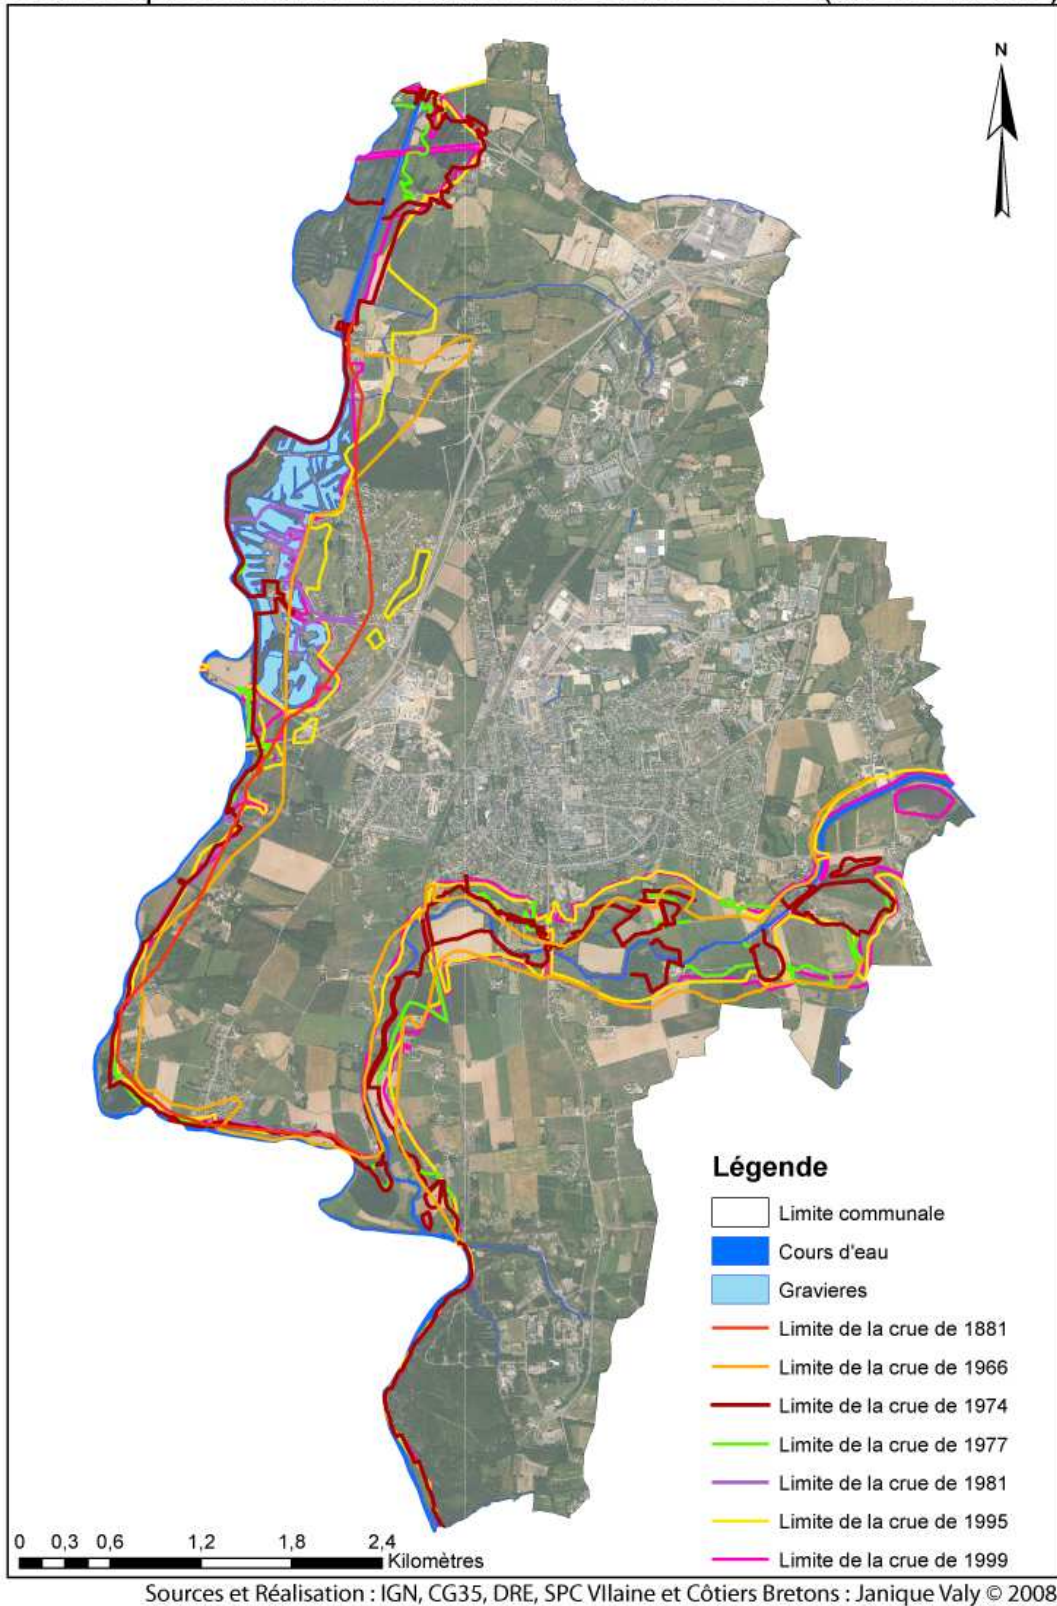 N
Légende
Limite communale
Cours d'eau
Gravieres
Limite de la crue de 1881
Limite de la crue de 1966
Limite de la crue de 1974
Limite de la crue de 1977
Limite de la crue de 1981
Limite de la crue de 1995
Limite de la crue de 1999
0 0,3 0,6 1,2 1,8 2,4
Kilomètres
Sources et Réalisation : IGN, CG35, DRE, SPC VIlaine et Côtiers Bretons : Janique Valy © 2008